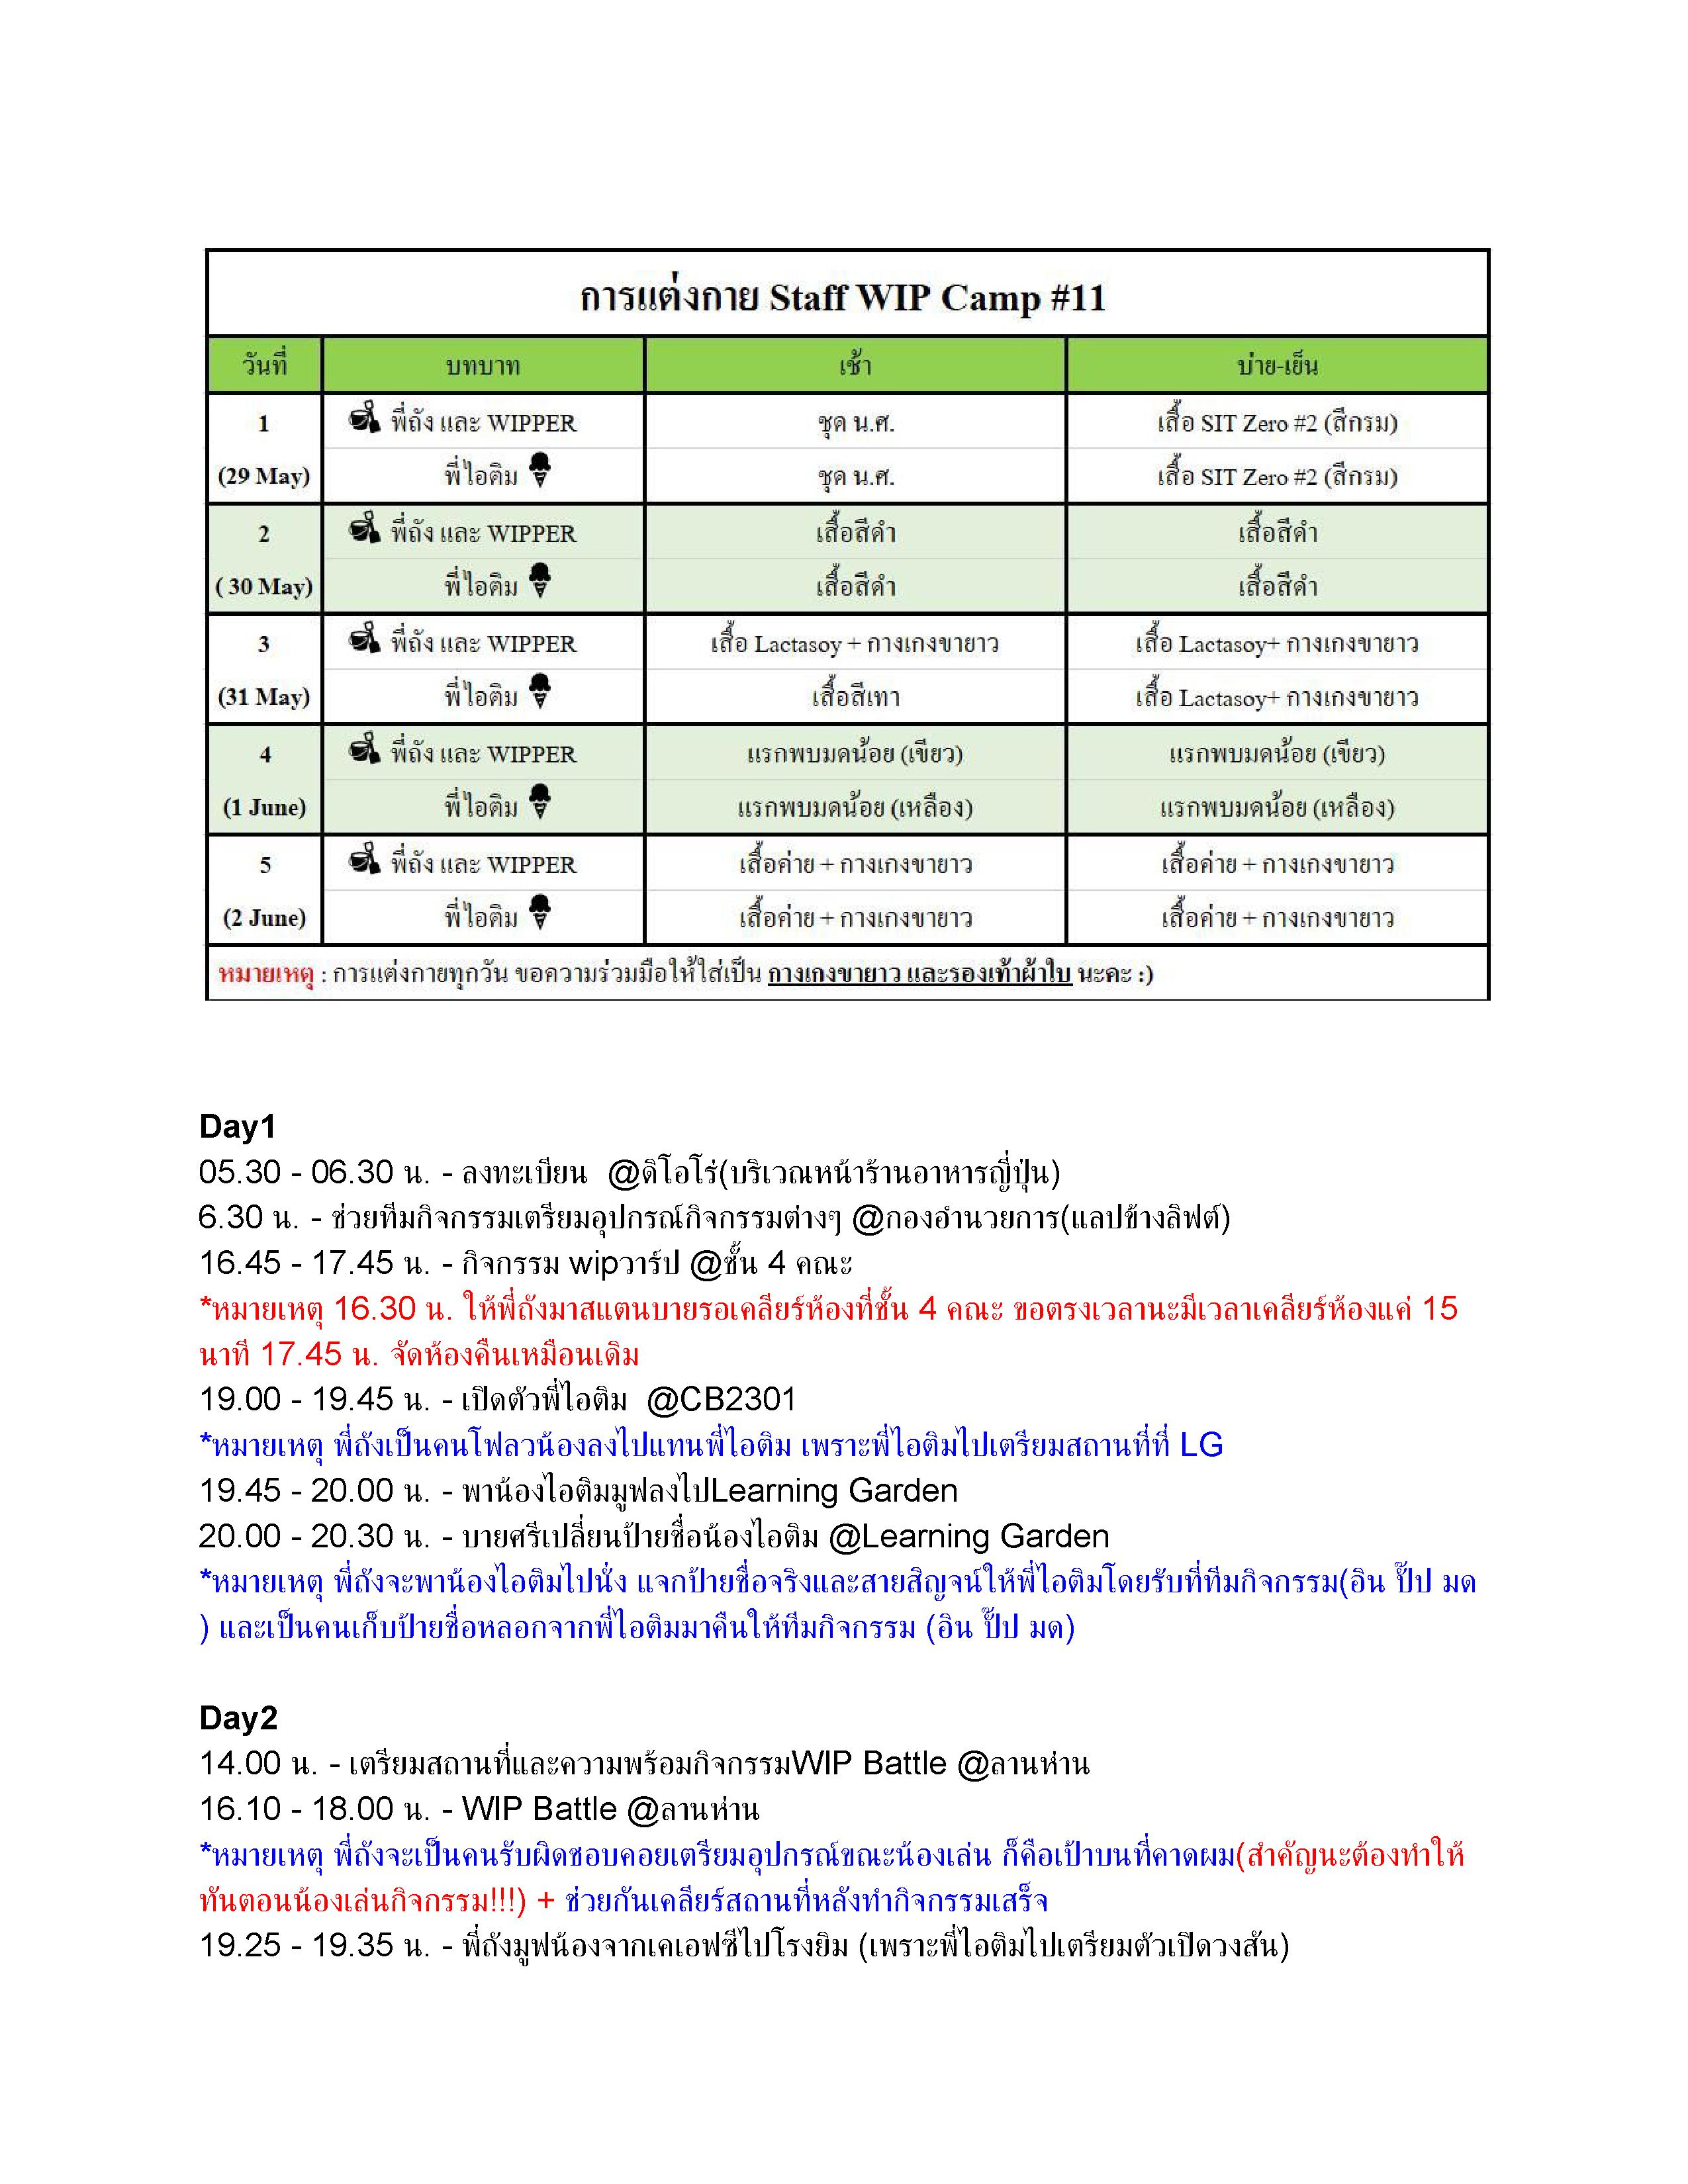 การแต่งกาย Staff WIP Camp #11
วันที่ บทบาท เช้า บ่าย-เย็น
1 พี่ถัง และ WIPPER ชุด น.ศ. เสื้อ SIT Zero #2 (สีกรม)
(29 May) พี่ไอติม ชุด น.ศ. เสื้อ SIT Zero #2 (สีกรม)
2 พี่ถัง และ WIPPER เสื้อสีดำ เสื้อสีดำ
( 30 May) พี่ไอติม เสื้อสีดำ เสื้อสีดำ
3 พี่ถัง และ WIPPER เสื้อ Lactasoy + กางเกงขายาว เสื้อ Lactasoy+ กางเกงขายาว
(31 May) พี่ไอติม เสื้อสีเทา เสื้อ Lactasoy+ กางเกงขายาว
4 พี่ถัง และ WIPPER แรกพบมดน้อย (เขียว) แรกพบมดน้อย (เขียว)
(1 June) พี่ไอติม แรกพบมดน้อย (เหลือง) แรกพบมดน้อย (เหลือง)
5 พี่ถัง และ WIPPER เสื้อค่าย + กางเกงขายาว เสื้อค่าย + กางเกงขายาว
(2 June) พี่ไอติม เสื้อค่าย + กางเกงขายาว เสื้อค่าย + กางเกงขายาว
หมายเหตุ : การแต่งกายทุกวัน ขอความร่วมมือให้ใส่เป็น กางเกงขายาว และรองเท้าผ้าใบ นะคะ :)
Day1
05.30 - 06.30 น. - ลงทะเบียน @ดิโอโร่(บริเวณหน้าร้านอาหารญี่ปุ่น)
6.30 น. - ช่วยทีมกิจกรรมเตรียมอุปกรณ์กิจกรรมต่างๆ @กองอำนวยการ(แลปข้างลิฟต์)
16.45 - 17.45 น. - กิจกรรม wipวาร์ป @ชั้น 4 คณะ
*หมายเหตุ 16.30 น. ให้พี่ถังมาสแตนบายรอเคลียร์ห้องที่ชั้น 4 คณะ ขอตรงเวลานะมีเวลาเคลียร์ห้องแค่ 15
นาที 17.45 น. จัดห้องคืนเหมือนเดิม
19.00 - 19.45 น. - เปิดตัวพี่ไอติม @CB2301
*หมายเหตุ พี่ถังเป็นคนโฟลวน้องลงไปแทนพี่ไอติม เพราะพี่ไอติมไปเตรียมสถานที่ที่ LG
19.45 - 20.00 น. - พาน้องไอติมมูฟลงไปLearning Garden
20.00 - 20.30 น. - บายศรีเปลี่ยนป้ายชื่อน้องไอติม @Learning Garden
*หมายเหตุ พี่ถังจะพาน้องไอติมไปนั่ง แจกป้ายชื่อจริงและสายสิญจน์ให้พี่ไอติมโดยรับที่ทีมกิจกรรม(อิน ปั๊ป มด
) และเป็นคนเก็บป้ายชื่อหลอกจากพี่ไอติมมาคืนให้ทีมกิจกรรม (อิน ปั๊ป มด)
Day2
14.00 น. - เตรียมสถานที่และความพร้อมกิจกรรมWIP Battle @ลานห่าน
16.10 - 18.00 น. - WIP Battle @ลานห่าน
*หมายเหตุ พี่ถังจะเป็นคนรับผิดชอบคอยเตรียมอุปกรณ์ขณะน้องเล่น ก็คือเป้าบนที่คาดผม(สำคัญนะต้องทำให้
ทันตอนน้องเล่นกิจกรรม!!!) + ช่วยกันเคลียร์สถานที่หลังทำกิจกรรมเสร็จ
19.25 - 19.35 น. - พี่ถังมูฟน้องจากเคเอฟซีไปโรงยิม (เพราะพี่ไอติมไปเตรียมตัวเปิดวงสัน)